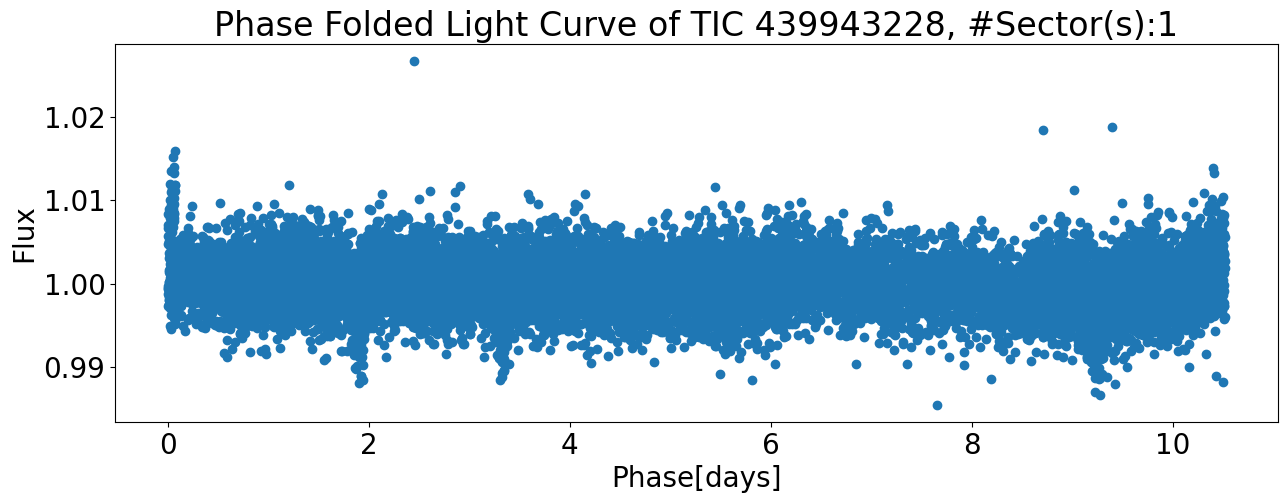 Phase Folded Light Curve of TIC 439943228, #Sector(s):1
Flux
1.02
1.01
1.00
0.99
0 2 4 6 8 10
Phase[days]